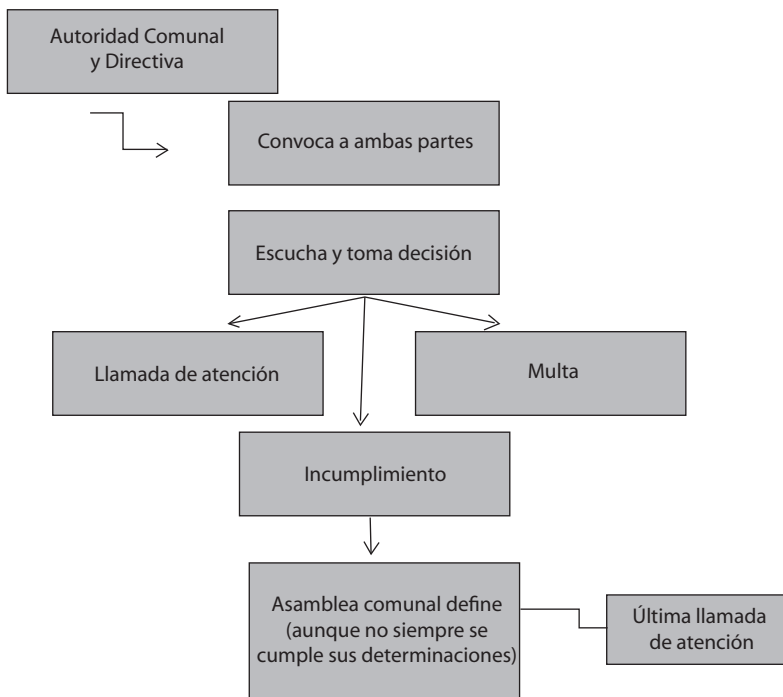 Autoridad Comunal
y Directiva
Convoca a ambas partes
Escucha y toma decisión
Llamada de atención
Multa
Incumplimiento
Asamblea comunal define
(aunque no siempre se
cumple sus determinaciones)
Última llamada
de atención